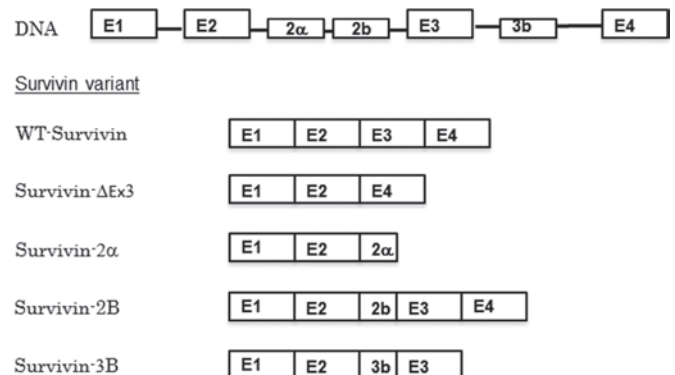 DNA E1 E2 2α 2b E3 3b E4
Survivin variant
WT-Survivin E1 E2 E3 E4
Survivin-ΔEx3 E1 E2 E4
Survivin-2α E1 E2 2α
Survivin-2B E1 E2 2b E3 E4
Survivin-3B E1 E2 3b E3